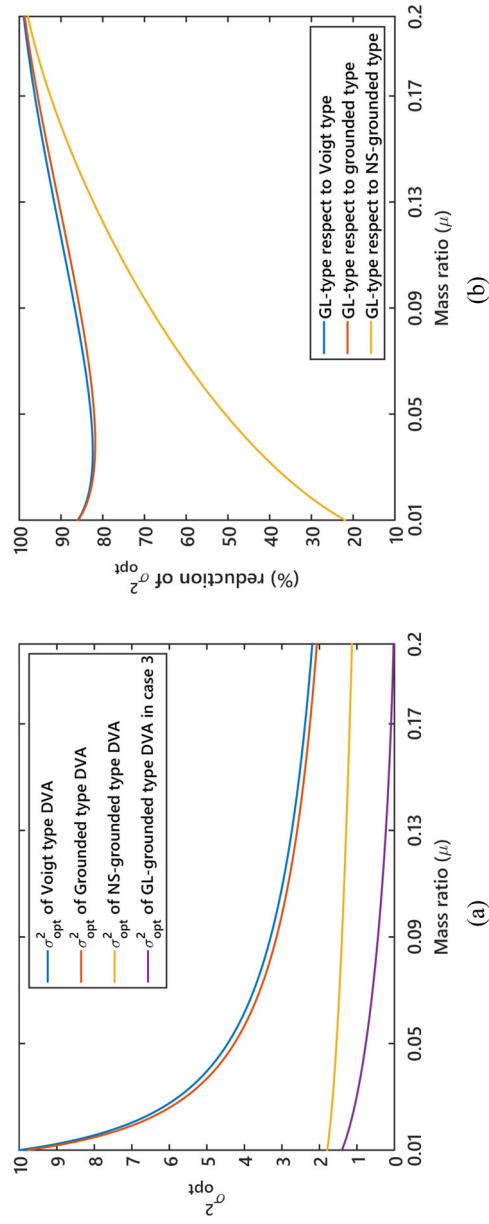 10
9
8
7
6
5
4
3
2
1
0
σ²opt
σ²opt of Voigt type DVA
σ²opt of Grounded type DVA
σ²opt of NS-grounded type DVA
σ²opt of GL-grounded type DVA in case 3
0.01
0.05
0.09
0.13
0.17
0.2
Mass ratio (μ)
(a)
100
90
80
70
60
50
40
30
20
10
(%) reduction of σ²opt
GL-type respect to Voigt type
GL-type respect to grounded type
GL-type respect to NS-grounded type
0.01
0.05
0.09
0.13
0.17
0.2
Mass ratio (μ)
(b)